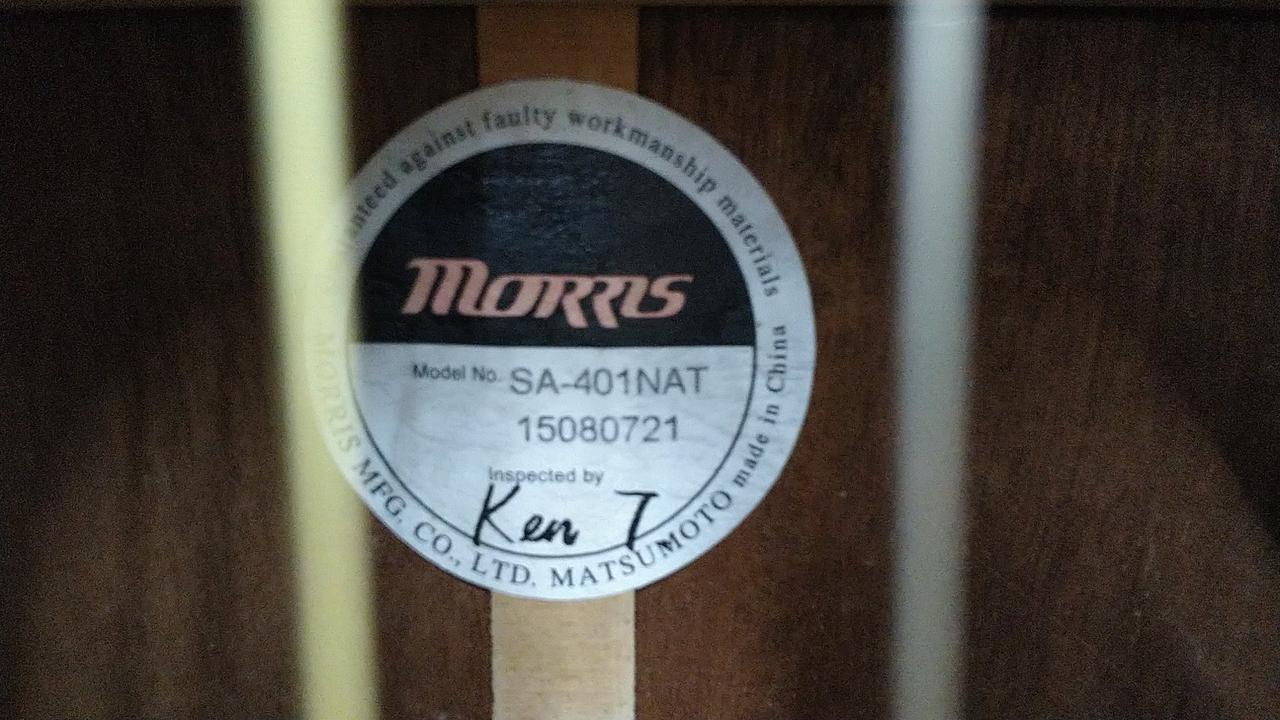 against faulty workmanship materials
MORRIS
Model No. SA-401NAT
15080721
Inspected by
Ken T.
MORRIS MFG. CO., LTD. MATSUMOTO made in China